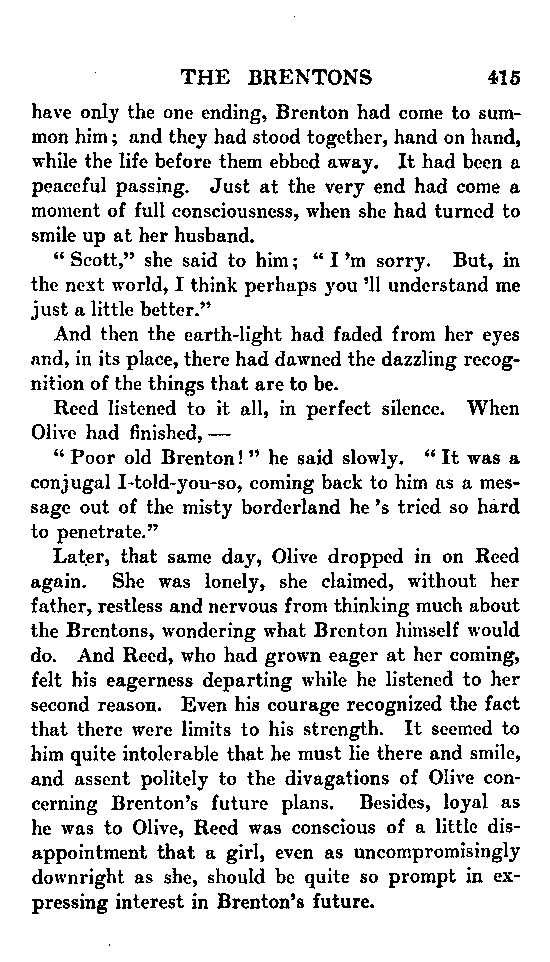 THE BRENTONS 415
have only the one ending, Brenton had come to sum-
mon him; and they had stood together, hand on hand,
while the life before them ebbed away. It had been a
peaceful passing. Just at the very end had come a
moment of full consciousness, when she had turned to
smile up at her husband.
“Scott,” she said to him; “I ’m sorry. But, in
the next world, I think perhaps you ’ll understand me
just a little better.”
And then the earth-light had faded from her eyes
and, in its place, there had dawned the dazzling recog-
nition of the things that are to be.
Reed listened to it all, in perfect silence. When
Olive had finished, —
“Poor old Brenton!” he said slowly. “It was a
conjugal I-told-you-so, coming back to him as a mes-
sage out of the misty borderland he ’s tried so hard
to penetrate.”
Later, that same day, Olive dropped in on Reed
again. She was lonely, she claimed, without her
father, restless and nervous from thinking much about
the Brentons, wondering what Brenton himself would
do. And Reed, who had grown eager at her coming,
felt his eagerness departing while he listened to her
second reason. Even his courage recognized the fact
that there were limits to his strength. It seemed to
him quite intolerable that he must lie there and smile,
and assent politely to the divagations of Olive con-
cerning Brenton’s future plans. Besides, loyal as
he was to Olive, Reed was conscious of a little dis-
appointment that a girl, even as uncompromisingly
downright as she, should be quite so prompt in ex-
pressing interest in Brenton’s future.